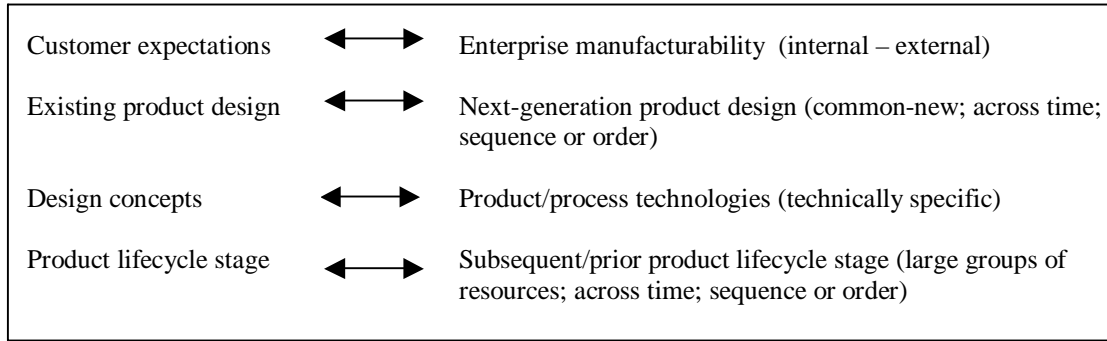 Customer expectations Enterprise manufacturability (internal – external)
Existing product design Next-generation product design (common-new; across time;
sequence or order)
Design concepts Product/process technologies (technically specific)
Product lifecycle stage Subsequent/prior product lifecycle stage (large groups of
resources; across time; sequence or order)